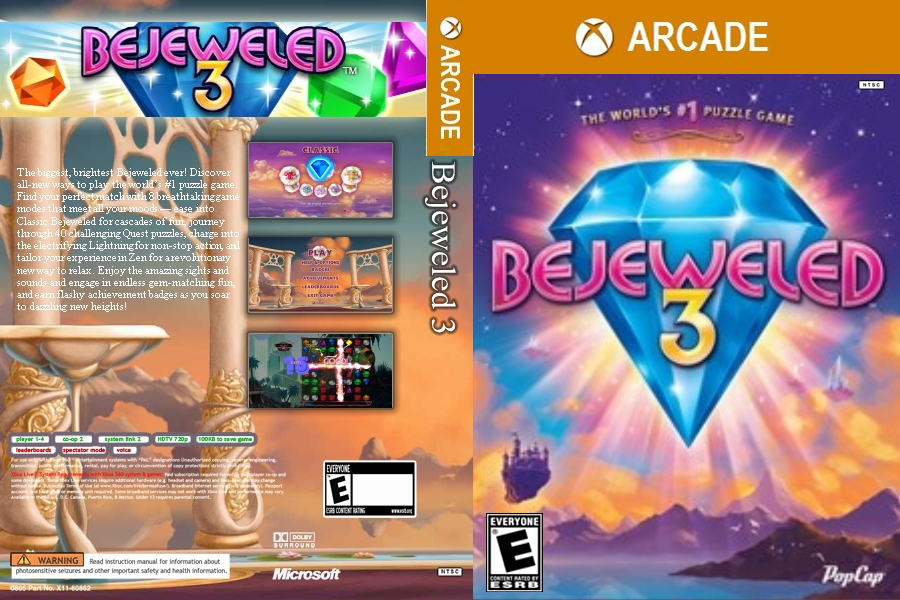 BEJEWELED
3
TM
The biggest, brightest Bejeweled ever! Discover
all-new ways to play the world's #1 puzzle game.
Find your perfect match with 8 breathtaking game
modes that meet all your moods — ease into
Classic Bejeweled for cascades of fun, journey
through 40 challenging Quest puzzles, charge into
the electrifying Lightning for non-stop action, and
tailor your experience in Zen for a revolutionary
new way to relax. Enjoy the amazing sights and
sounds and engage in endless gem-matching fun,
and earn flashy achievement badges as you soar
to dazzling new heights!
CLASSIC
PLAY
HELP & OPTIONS
BADGES
ACHIEVEMENTS
LEADERBOARDS
EXIT GAME
player 1-4
co-op 2
system link 2
HDTV 720p
100KB to save game
leaderboards
spectator mode
voice
EVERYONE
E
ESRB CONTENT RATING
www.esrb.org
DOLBY
SURROUND
WARNING
Read instruction manual for information about
photosensitive seizures and other important safety and health information.
0805 Part No. X11-60862
Microsoft
NTSC
ARCADE
Bejeweled 3
ARCADE
NTSC
THE WORLD'S #1 PUZZLE GAME
BEJEWELED
3
EVERYONE
E
CONTENT RATED BY
ESRB
PopCap